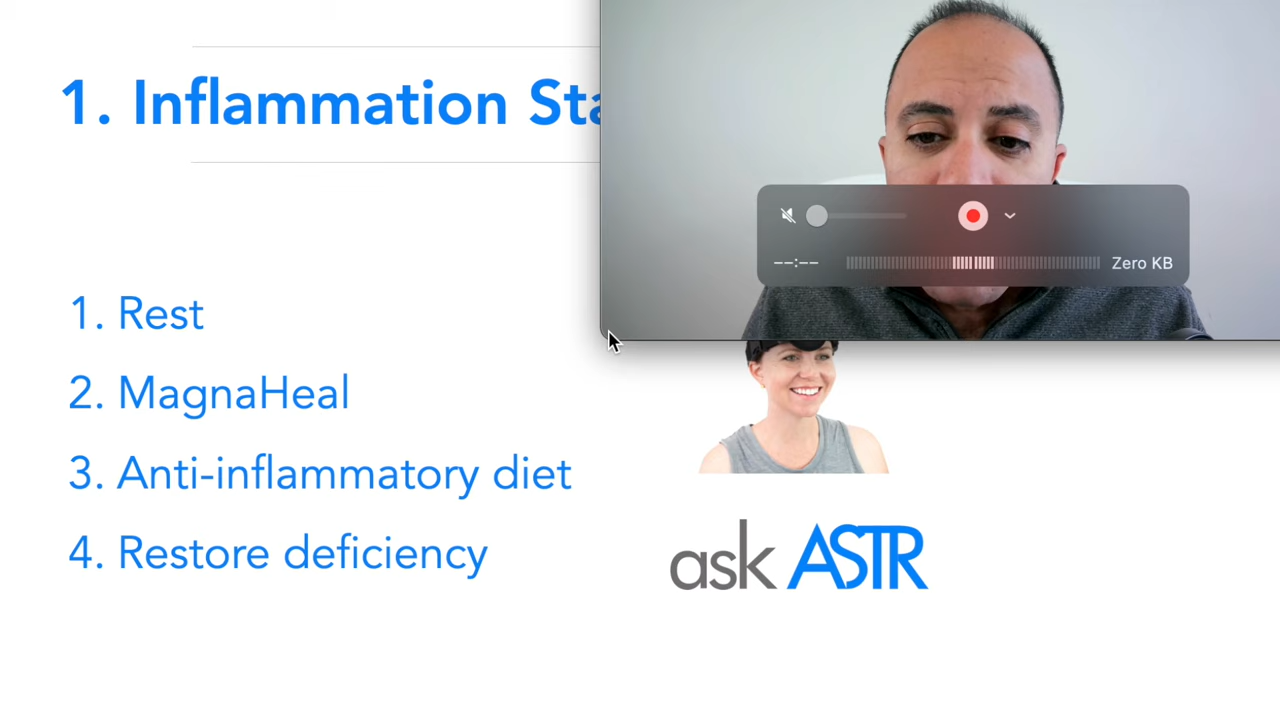 1. Inflammation Sta
--:--
Zero KB
1. Rest
2. MagnaHeal
3. Anti-inflammatory diet
4. Restore deficiency
ask ASTR